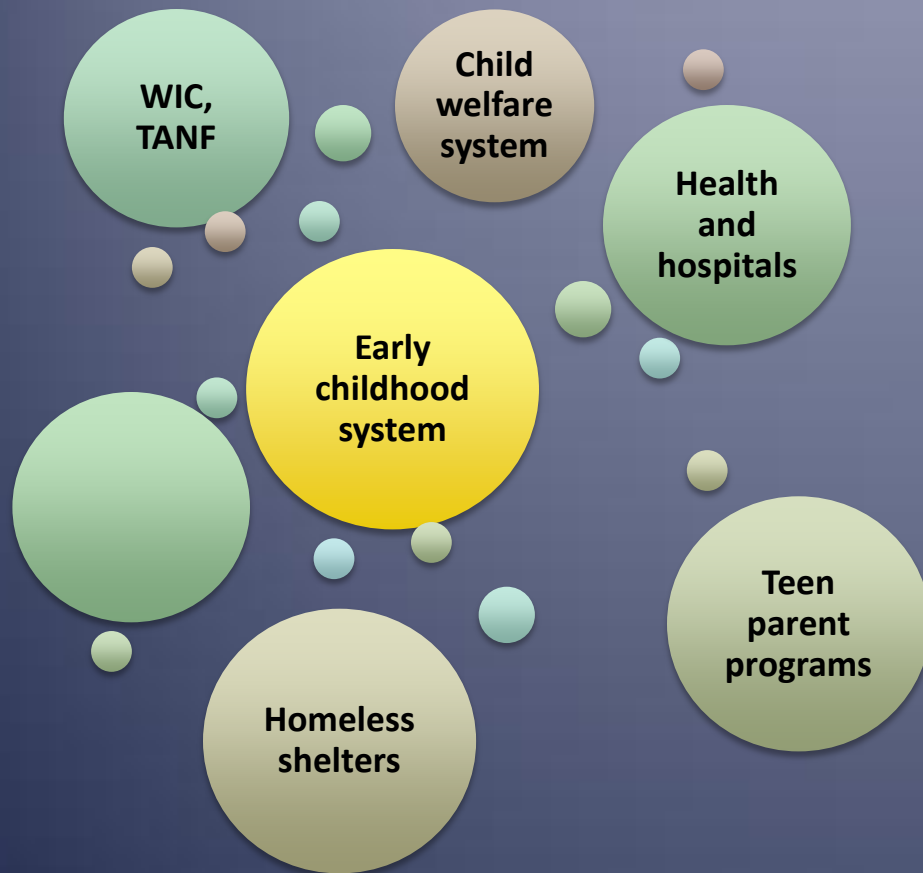 WIC,
TANF
Child
welfare
system
Health
and
hospitals
Early
childhood
system
Teen
parent
programs
Homeless
shelters